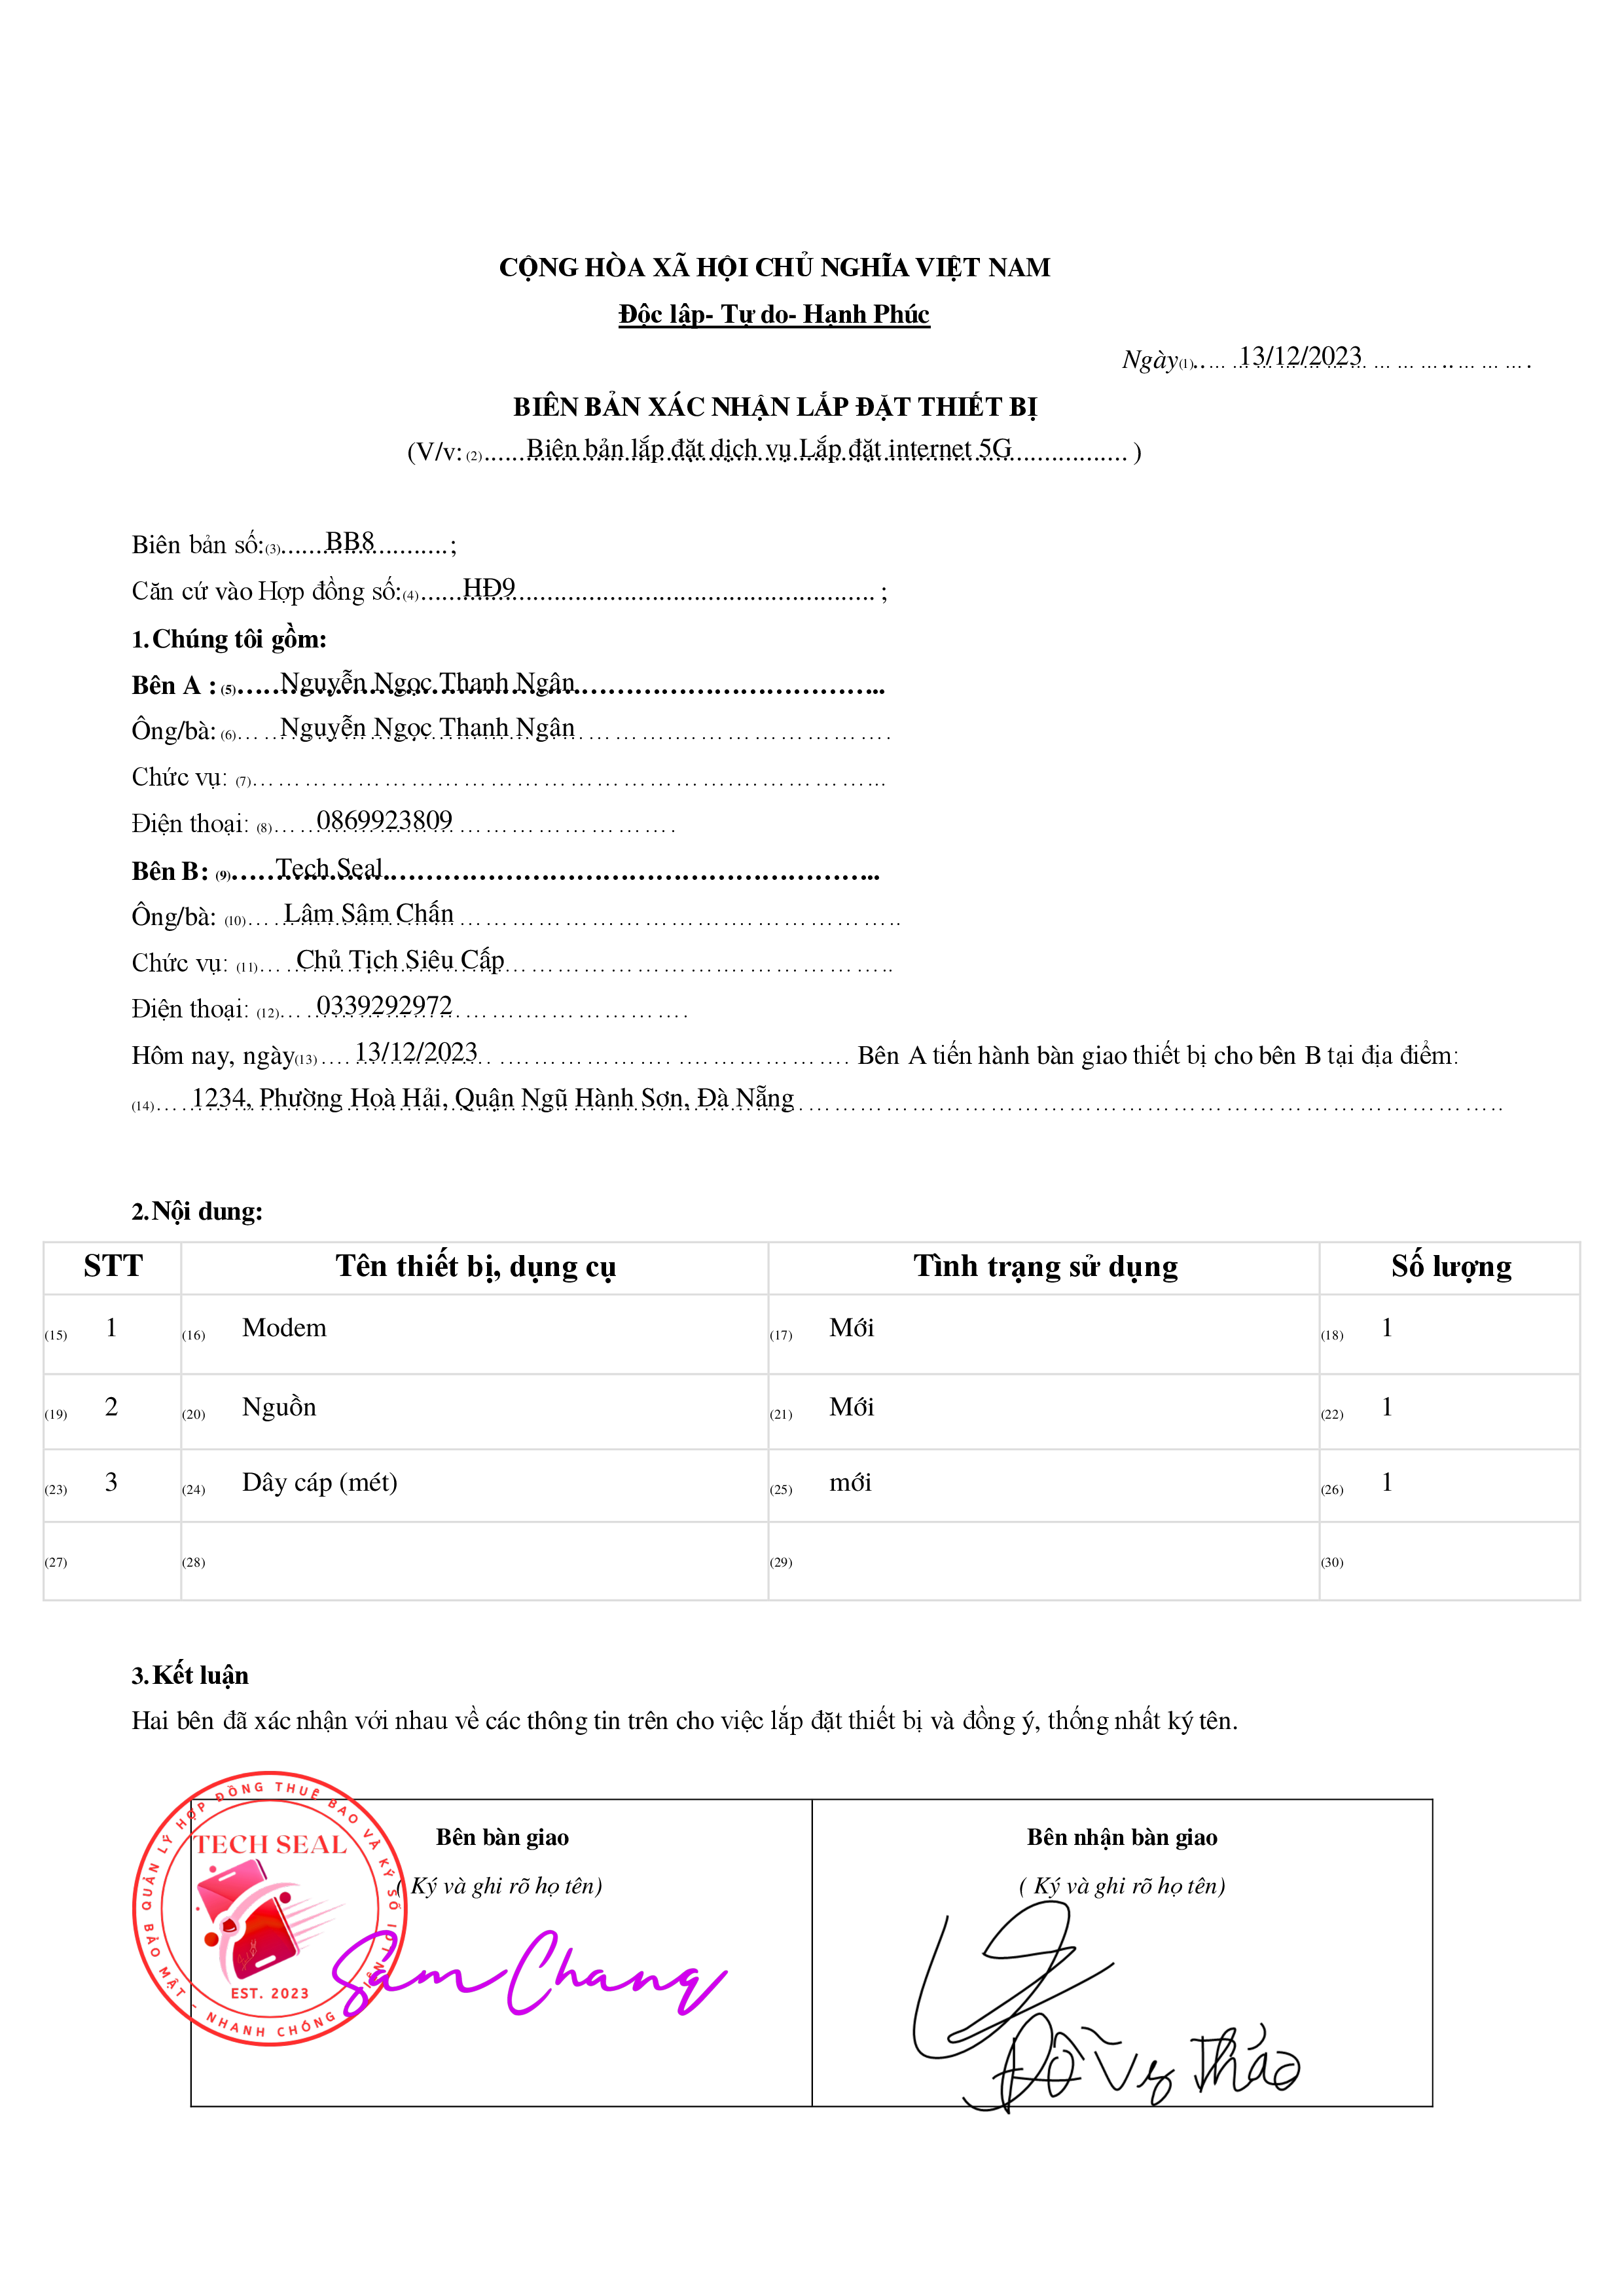 CỘNG HÒA XÃ HỘI CHỦ NGHĨA VIỆT NAM
Độc lập- Tự do- Hạnh Phúc
Ngày(1)..... 13/12/2023 .....
BIÊN BẢN XÁC NHẬN LẮP ĐẶT THIẾT BỊ
(V/v: (2)..... Biên bản lắp đặt dịch vụ Lắp đặt internet 5G ..... )
Biên bản số:(3)..... BB8 .....;
Căn cứ vào Hợp đồng số:(4)..... HĐ9 ..... ;
1. Chúng tôi gồm:
Bên A : (5)..... Nguyễn Ngọc Thanh Ngân .....
Ông/bà: (6)..... Nguyễn Ngọc Thanh Ngân .....
Chức vụ: (7).....
Điện thoại: (8)..... 0869923809 .....
Bên B: (9)..... Tech Seal .....
Ông/bà: (10)..... Lâm Sâm Chấn .....
Chức vụ: (11)..... Chủ Tịch Siêu Cấp .....
Điện thoại: (12)..... 0339292972 .....
Hôm nay, ngày(13)..... 13/12/2023 ..... Bên A tiến hành bàn giao thiết bị cho bên B tại địa điểm:
(14)..... 1234, Phường Hoà Hải, Quận Ngũ Hành Sơn, Đà Nẵng .....
2. Nội dung:
STT Tên thiết bị, dụng cụ Tình trạng sử dụng Số lượng
(15) 1 (16) Modem (17) Mới (18) 1
(19) 2 (20) Nguồn (21) Mới (22) 1
(23) 3 (24) Dây cáp (mét) (25) mới (26) 1
(27) (28) (29) (30)
3. Kết luận
Hai bên đã xác nhận với nhau về các thông tin trên cho việc lắp đặt thiết bị và đồng ý, thống nhất ký tên.
Bên bàn giao Bên nhận bàn giao
( Ký và ghi rõ họ tên) ( Ký và ghi rõ họ tên)
QUẢN LÝ HỢP ĐỒNG THUÊ BAO VÀ KÝ SỐ
TECH SEAL
EST. 2023
BẢO MẬT - NHANH CHÓNG
Sam Chang
Đỗ Vy Thảo